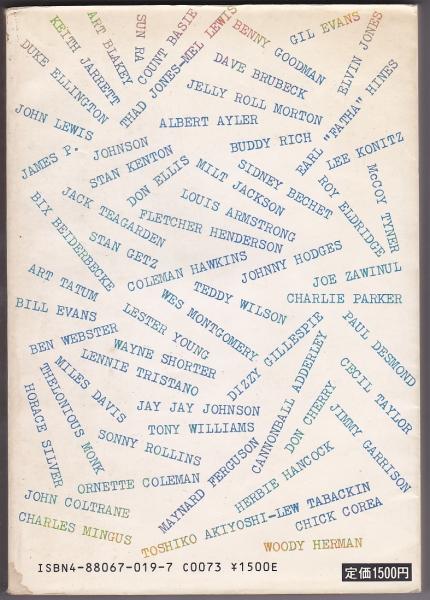 ART BLAKEY
KEITH JARRETT
DUKE ELLINGTON
SUN RA
COUNT BASIE
THAD JONES-MEL LEWIS
BENNY GOODMAN
GIL EVANS
ELVIN JONES
DAVE BRUBECK
JELLY ROLL MORTON
EARL "FATHA" HINES
JOHN LEWIS
ALBERT AYLER
BUDDY RICH
LEE KONITZ
JAMES P. JOHNSON
STAN KENTON
DON ELLIS
MILT JACKSON
SIDNEY BECHET
ROY ELDRIDGE
McCOY TYNER
JACK TEAGARDEN
LOUIS ARMSTRONG
FLETCHER HENDERSON
BIX BEIDERBECKE
STAN GETZ
COLEMAN HAWKINS
JOHNNY HODGES
JOE ZAWINUL
ART TATUM
TEDDY WILSON
CHARLIE PARKER
BILL EVANS
WES MONTGOMERY
LESTER YOUNG
PAUL DESMOND
BEN WEBSTER
WAYNE SHORTER
DIZZY GILLESPIE
LENNIE TRISTANO
CANNONBALL ADDERLEY
CECIL TAYLOR
MILES DAVIS
JAY JAY JOHNSON
THELONIOUS MONK
TONY WILLIAMS
DON CHERRY
JIMMY GARRISON
HORACE SILVER
SONNY ROLLINS
MAYNARD FERGUSON
HERBIE HANCOCK
ORNETTE COLEMAN
JOHN COLTRANE
TOSHIKO AKIYOSHI-LEW TABACKIN
CHICK COREA
CHARLES MINGUS
WOODY HERMAN
ISBN4-88067-019-7 C0073 ¥1500E
定価1500円